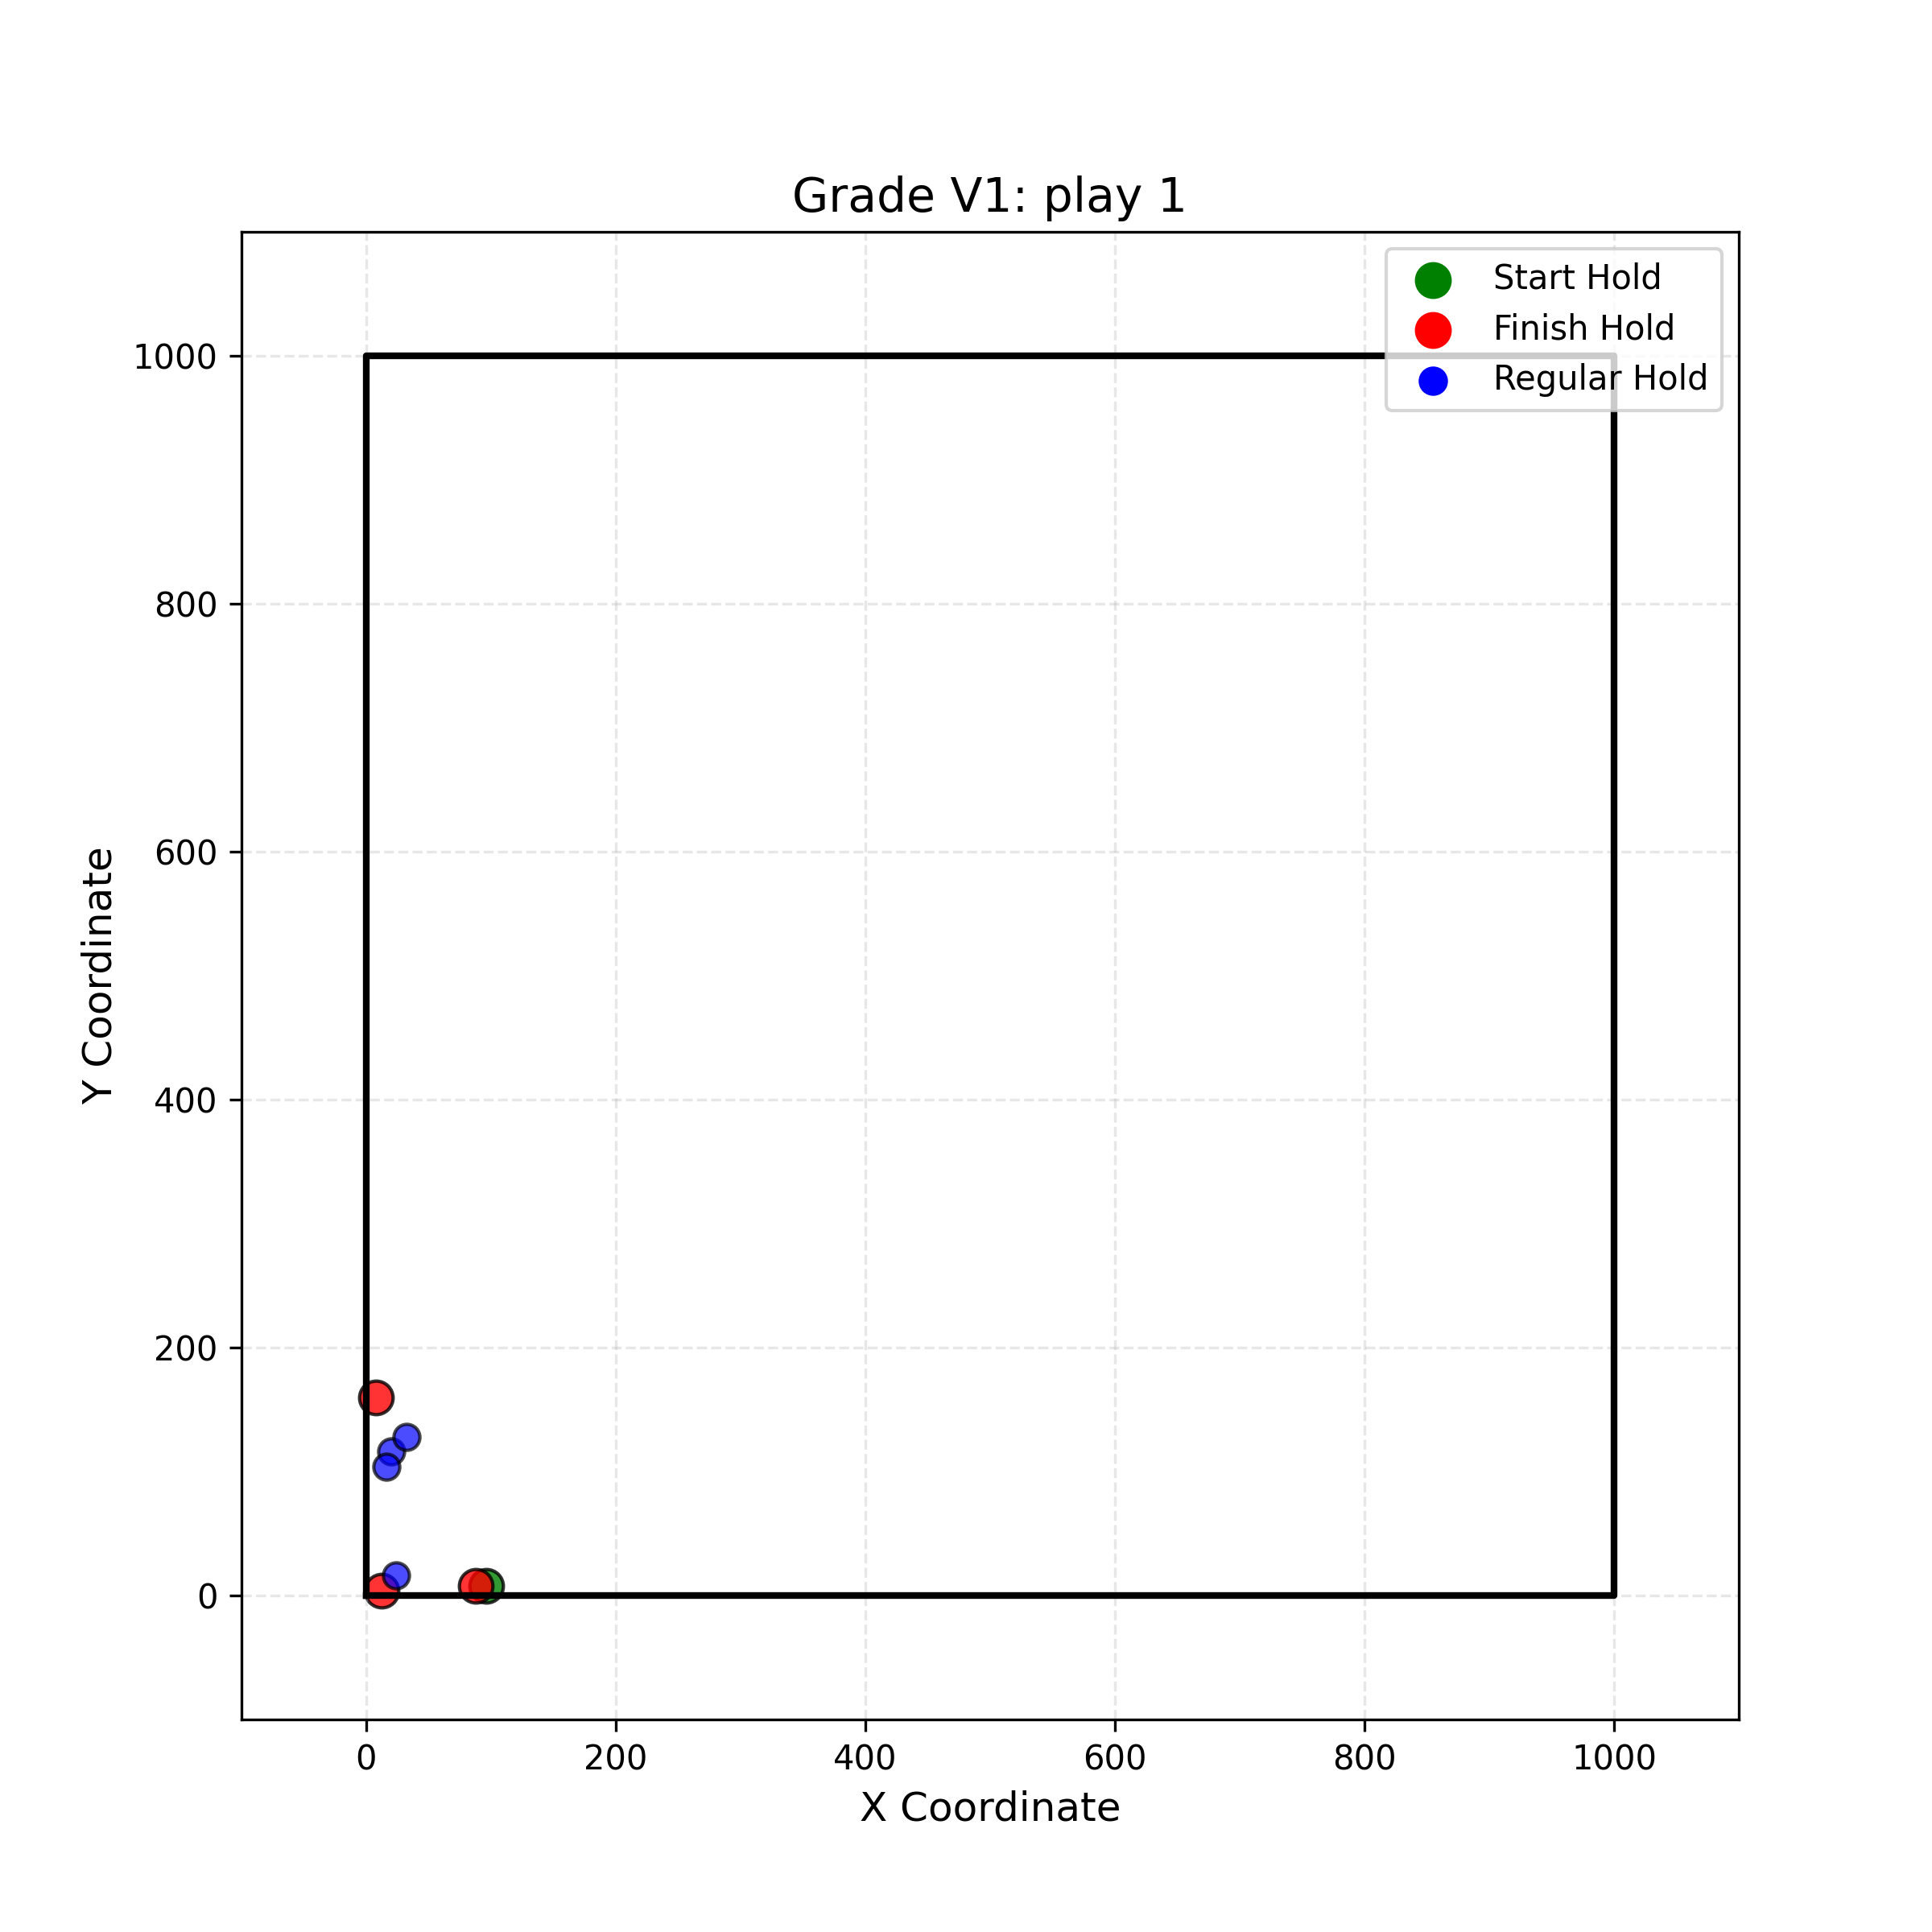 Grade V1: play 1
Start Hold
Finish Hold
Regular Hold
1000
800
600
400
200
0
Y Coordinate
0 200 400 600 800 1000
X Coordinate